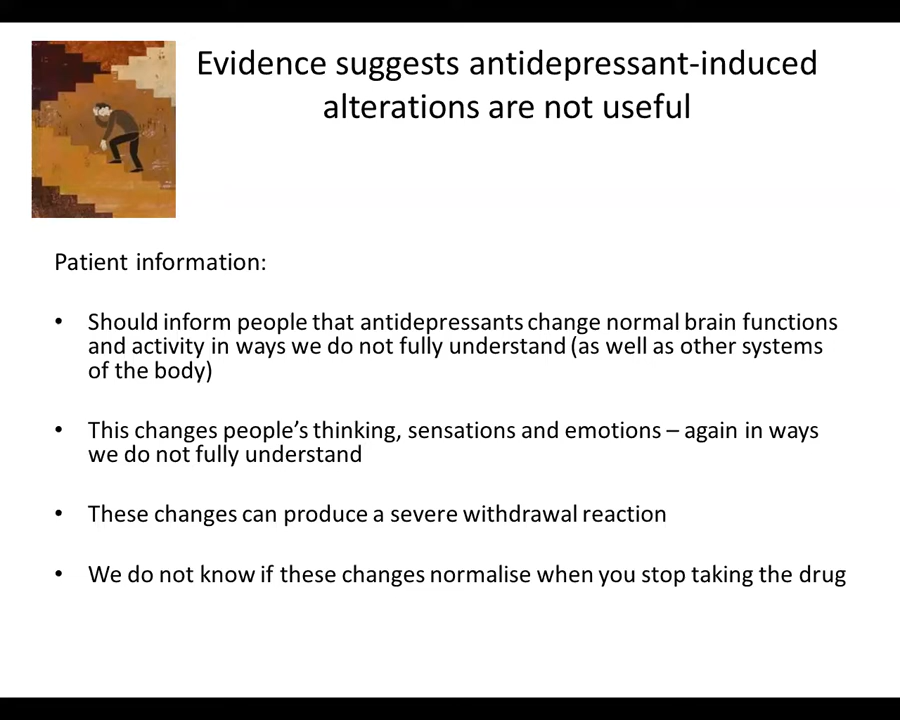 Evidence suggests antidepressant-induced
alterations are not useful
Patient information:
• Should inform people that antidepressants change normal brain functions
and activity in ways we do not fully understand (as well as other systems
of the body)
• This changes people's thinking, sensations and emotions – again in ways
we do not fully understand
• These changes can produce a severe withdrawal reaction
• We do not know if these changes normalise when you stop taking the drug